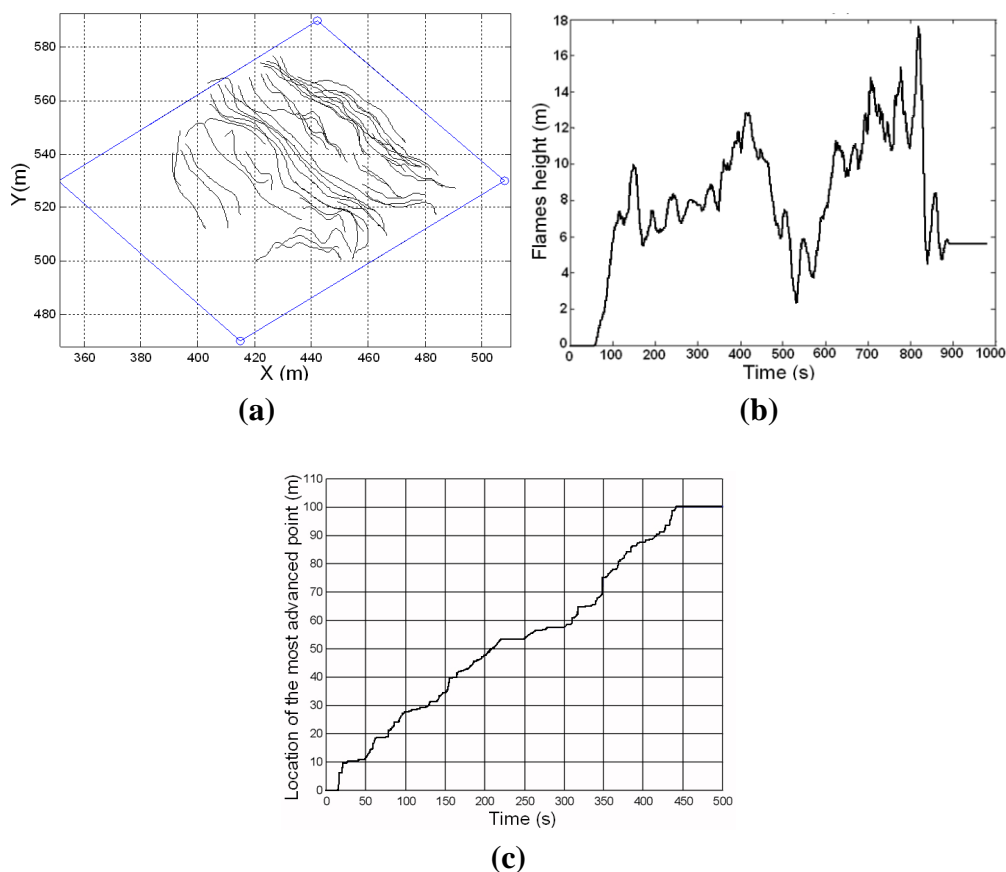 580
560
540
520
500
480
Y(m)
360 380 400 420 440 460 480 500
X (m)
(a)
18
16
14
12
10
8
6
4
2
0
Flames height (m)
0 100 200 300 400 500 600 700 800 900 1000
Time (s)
(b)
110
100
90
80
70
60
50
40
30
20
10
0
Location of the most advanced point (m)
0 50 100 150 200 250 300 350 400 450 500
Time (s)
(c)